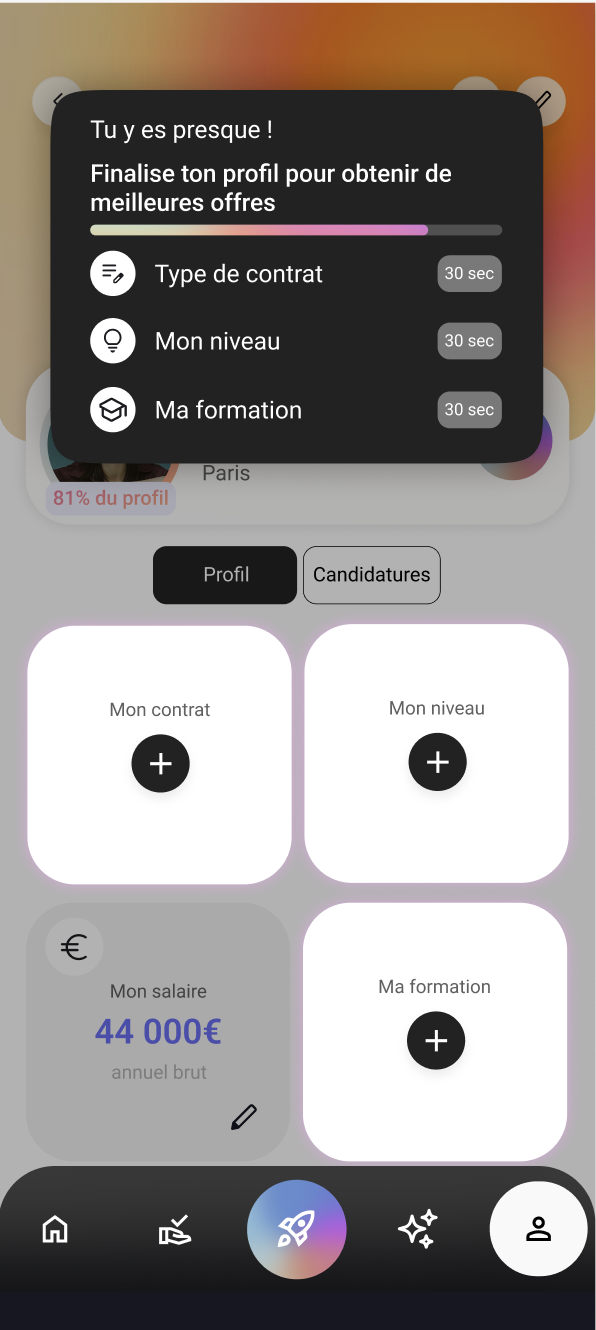 Tu y es presque !
Finalise ton profil pour obtenir de
meilleures offres
Type de contrat
30 sec
Mon niveau
30 sec
Ma formation
30 sec
Paris
81% du profil
Profil
Candidatures
Mon contrat
Mon niveau
Mon salaire
44 000€
annuel brut
Ma formation